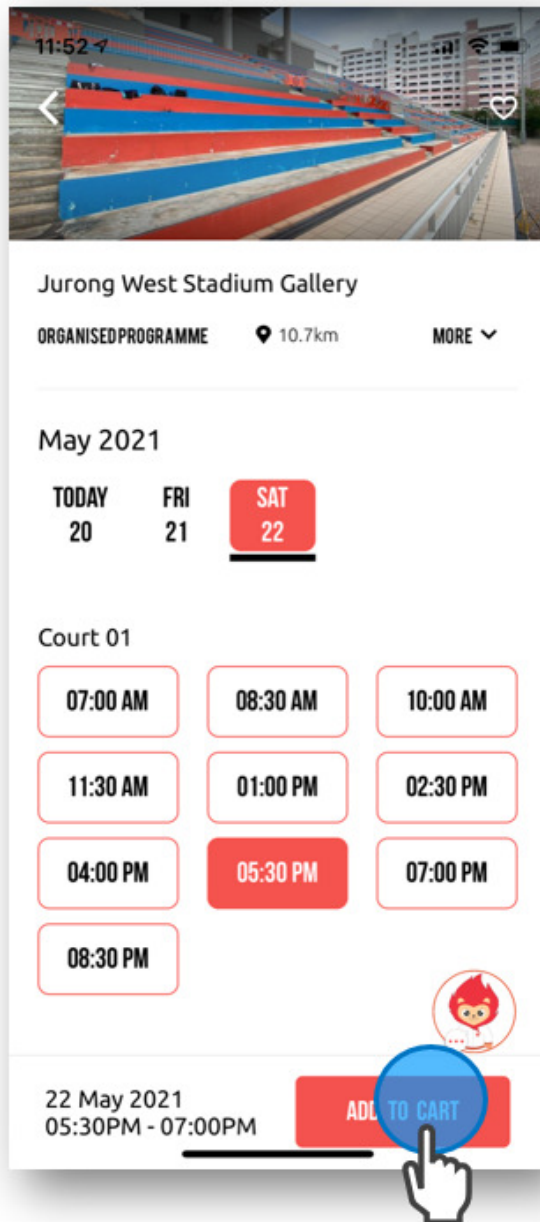 11:52
Jurong West Stadium Gallery
ORGANISED PROGRAMME 10.7km MORE
May 2021
TODAY FRI SAT
20 21 22
Court 01
07:00 AM 08:30 AM 10:00 AM
11:30 AM 01:00 PM 02:30 PM
04:00 PM 05:30 PM 07:00 PM
08:30 PM
22 May 2021
05:30PM - 07:00PM
ADD TO CART